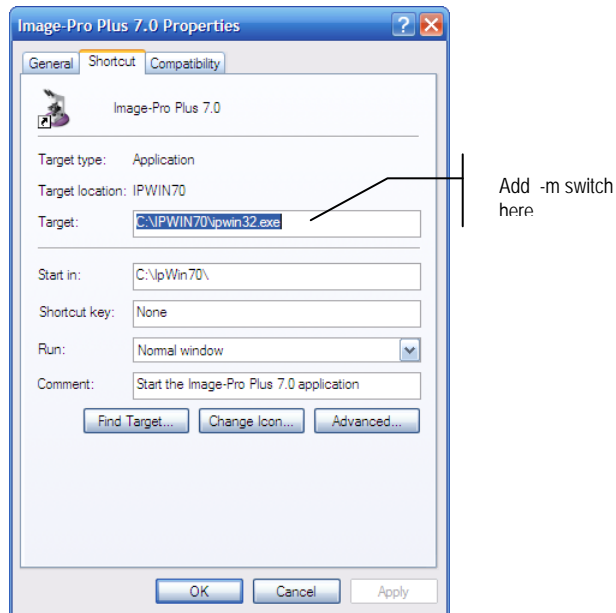 Image-Pro Plus 7.0 Properties
General Shortcut Compatibility
Image-Pro Plus 7.0
Target type: Application
Target location: IPWIN70
Target: C:\IPWIN70\ipwin32.exe
Add -m switch
here
Start in: C:\IpWin70\
Shortcut key: None
Run: Normal window
Comment: Start the Image-Pro Plus 7.0 application
Find Target... Change Icon... Advanced...
OK Cancel Apply